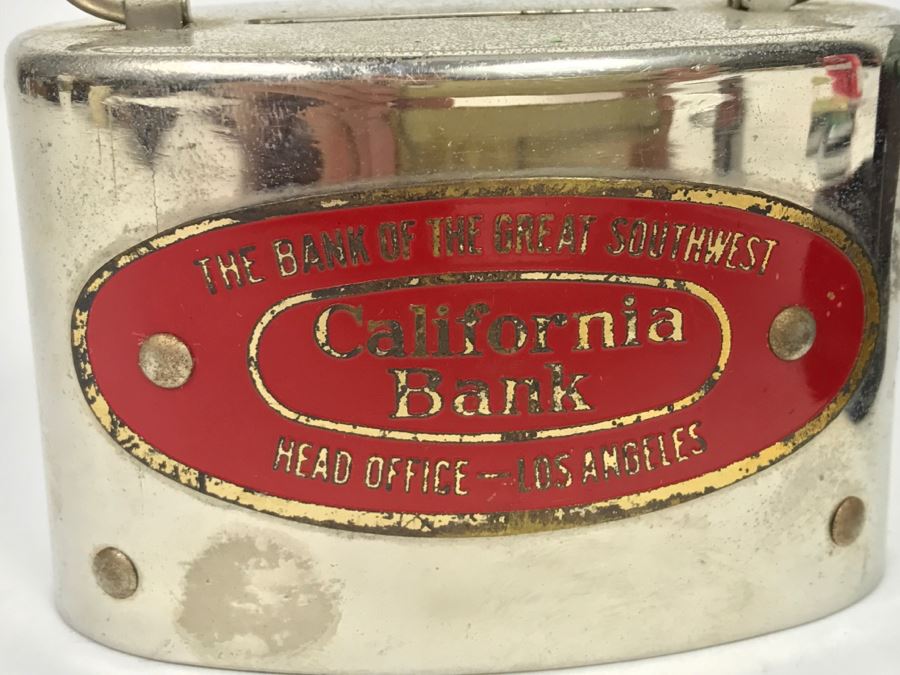 THE BANK OF THE GREAT SOUTHWEST
California
Bank
HEAD OFFICE — LOS ANGELES